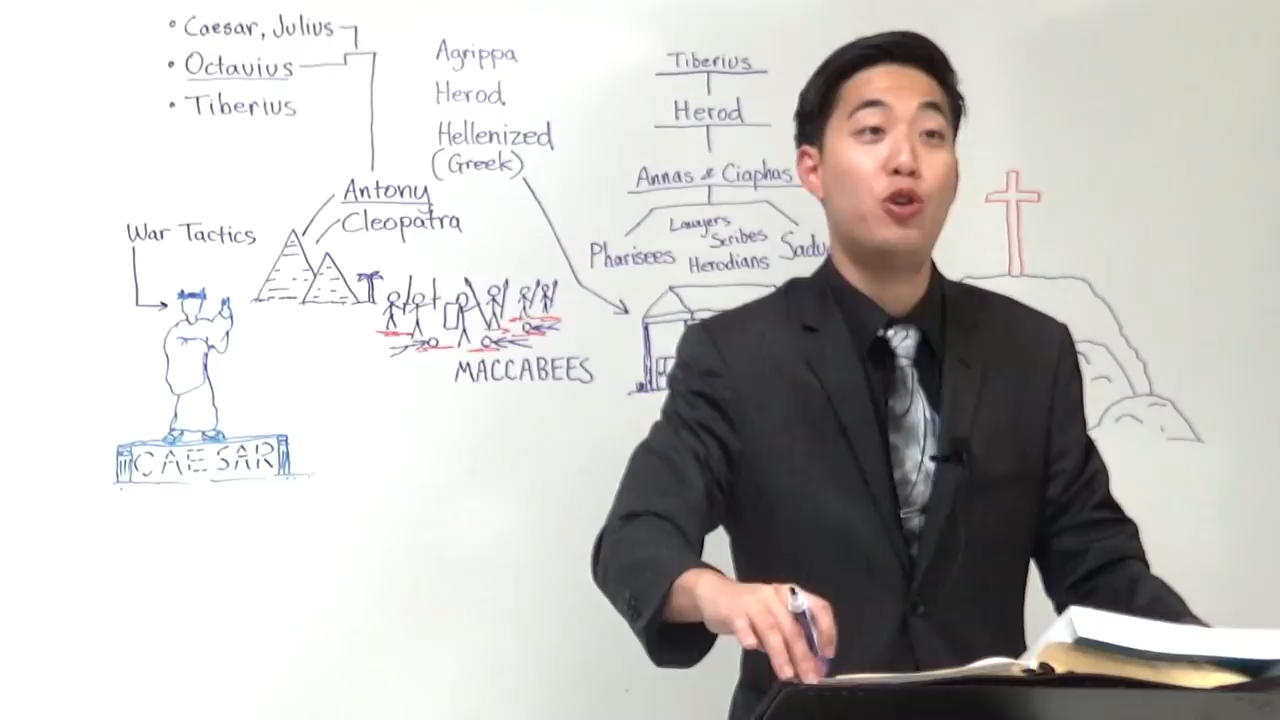 • Caesar, Julius
• Octavius
• Tiberius
Agrippa
Herod
Hellenized
(Greek)
Antony
Cleopatra
War Tactics
CAESAR
MACCABEES
Tiberius
Herod
Annas & Ciaphas
Lawyers
Scribes
Herodians
Pharisees
Sadu